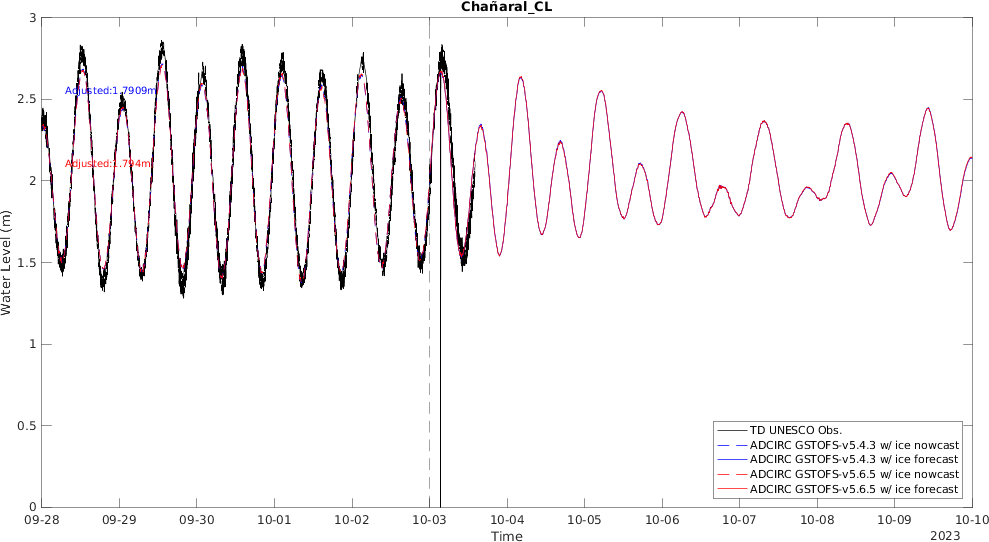 Chañaral_CL
3
2.5
2
1.5
1
0.5
0
Water Level (m)
Adjusted:1.7909m
Adjusted:1.794m
TD UNESCO Obs.
ADCIRC GSTOFS-v5.4.3 w/ ice nowcast
ADCIRC GSTOFS-v5.4.3 w/ ice forecast
ADCIRC GSTOFS-v5.6.5 w/ ice nowcast
ADCIRC GSTOFS-v5.6.5 w/ ice forecast
09-28 09-29 09-30 10-01 10-02 10-03 10-04 10-05 10-06 10-07 10-08 10-09 10-10
Time
2023